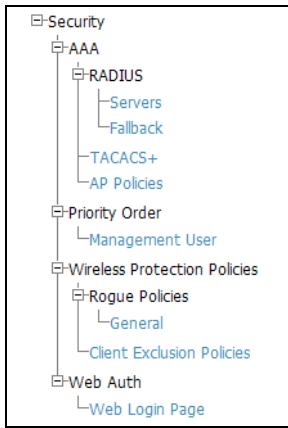 Security
AAA
RADIUS
Servers
Fallback
TACACS+
AP Policies
Priority Order
Management User
Wireless Protection Policies
Rogue Policies
General
Client Exclusion Policies
Web Auth
Web Login Page